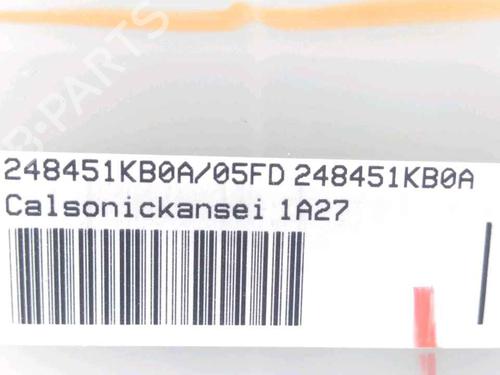 B-PARTS
248451KB0A/05FD 248451KB0A
Calsonickansei 1A27